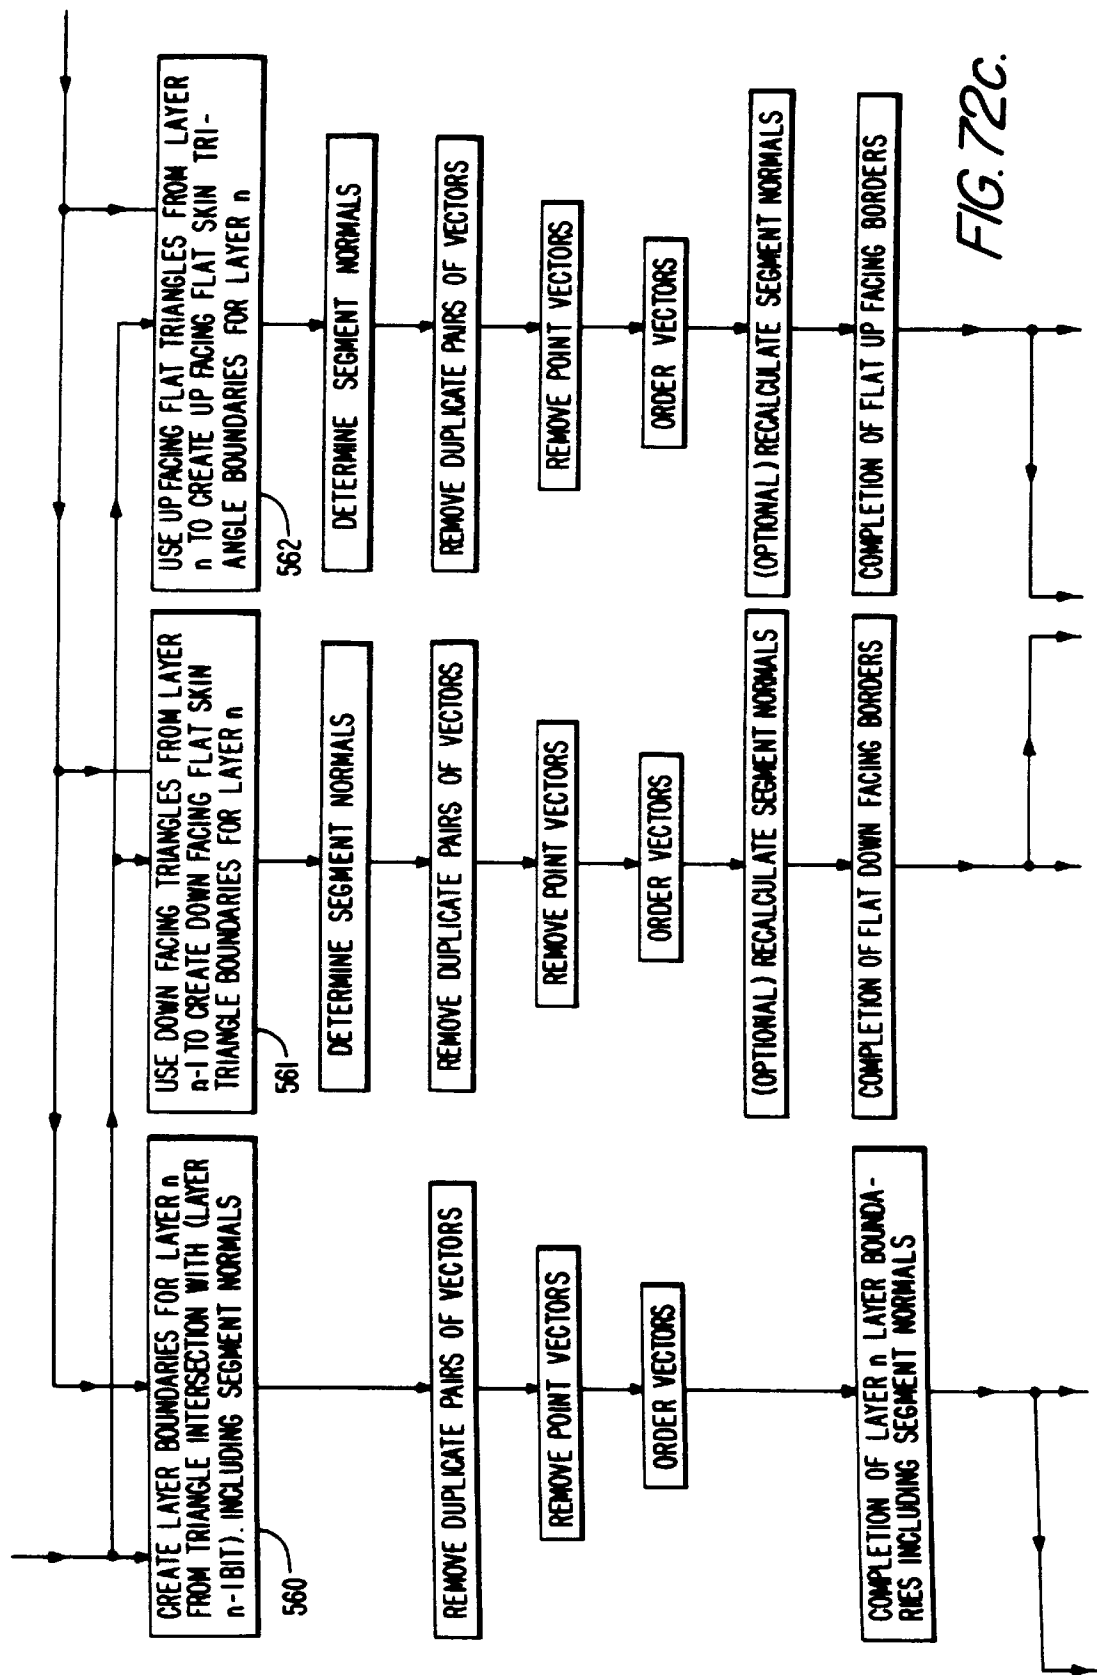 CREATE LAYER BOUNDARIES FOR LAYER n
FROM TRIANGLE INTERSECTION WITH (LAYER
n-1 BIT). INCLUDING SEGMENT NORMALS
560
REMOVE DUPLICATE PAIRS OF VECTORS
REMOVE POINT VECTORS
ORDER VECTORS
COMPLETION OF LAYER n LAYER BOUNDA-
RIES INCLUDING SEGMENT NORMALS
USE DOWN FACING TRIANGLES FROM LAYER
n-1 TO CREATE DOWN FACING FLAT SKIN
TRIANGLE BOUNDARIES FOR LAYER n
561
DETERMINE SEGMENT NORMALS
REMOVE DUPLICATE PAIRS OF VECTORS
REMOVE POINT VECTORS
ORDER VECTORS
(OPTIONAL) RECALCULATE SEGMENT NORMALS
COMPLETION OF FLAT DOWN FACING BORDERS
USE UP FACING FLAT TRIANGLES FROM LAYER
n TO CREATE UP FACING FLAT SKIN TRI-
ANGLE BOUNDARIES FOR LAYER n
562
DETERMINE SEGMENT NORMALS
REMOVE DUPLICATE PAIRS OF VECTORS
REMOVE POINT VECTORS
ORDER VECTORS
(OPTIONAL) RECALCULATE SEGMENT NORMALS
COMPLETION OF FLAT UP FACING BORDERS
FIG. 72c.